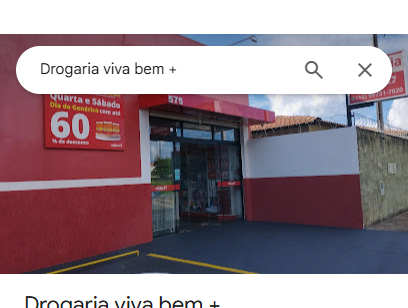 Drogaria viva bem +
Quarta e Sábado
Dia do Genérico com até
60
% de desconto
575
Drogaria viva bem +